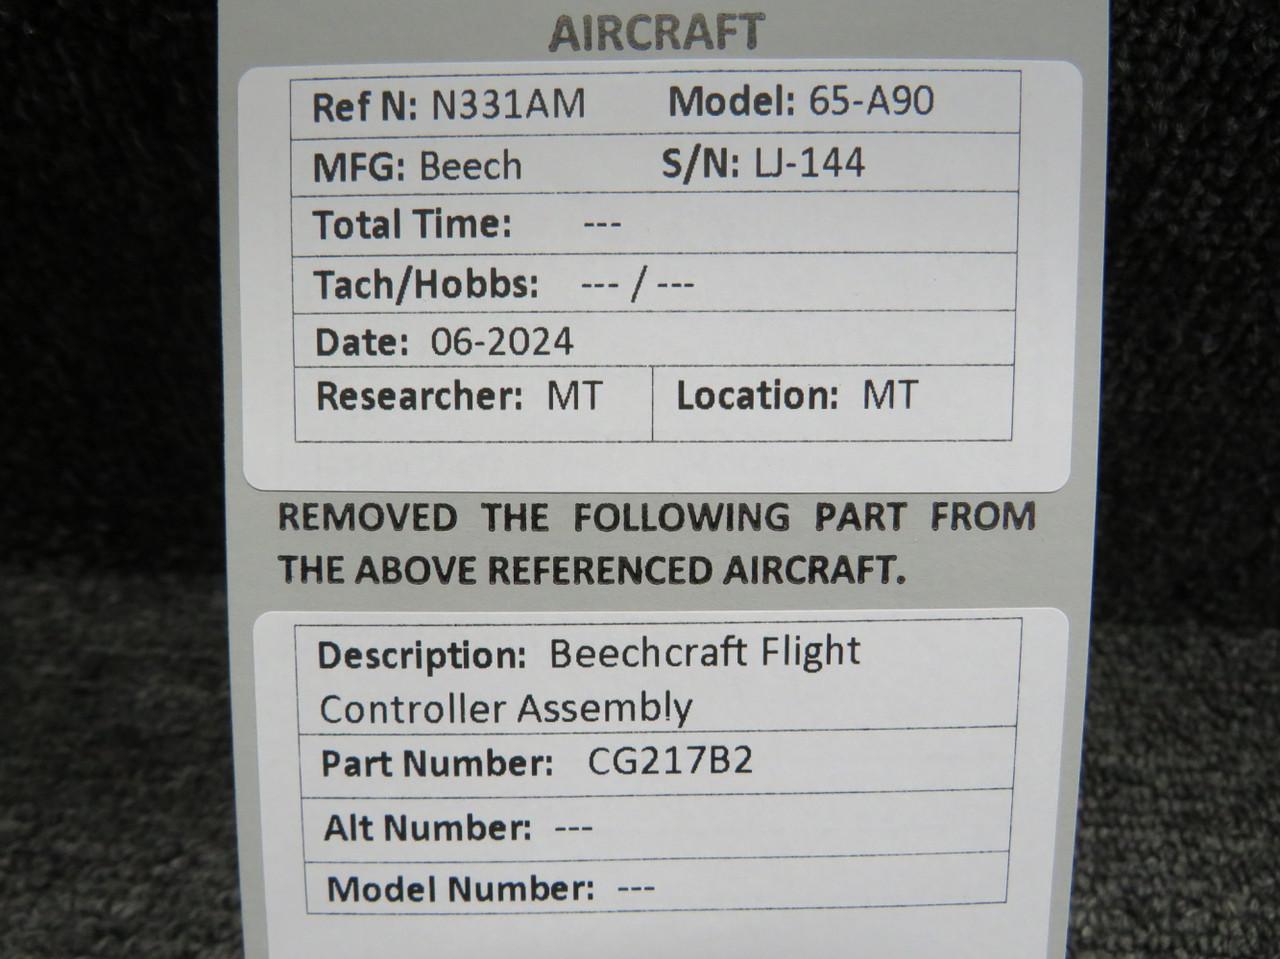 AIRCRAFT
Ref N: N331AM Model: 65-A90
MFG: Beech S/N: LJ-144
Total Time: ---
Tach/Hobbs: --- / ---
Date: 06-2024
Researcher: MT Location: MT
REMOVED THE FOLLOWING PART FROM
THE ABOVE REFERENCED AIRCRAFT.
Description: Beechcraft Flight
Controller Assembly
Part Number: CG217B2
Alt Number: ---
Model Number: ---